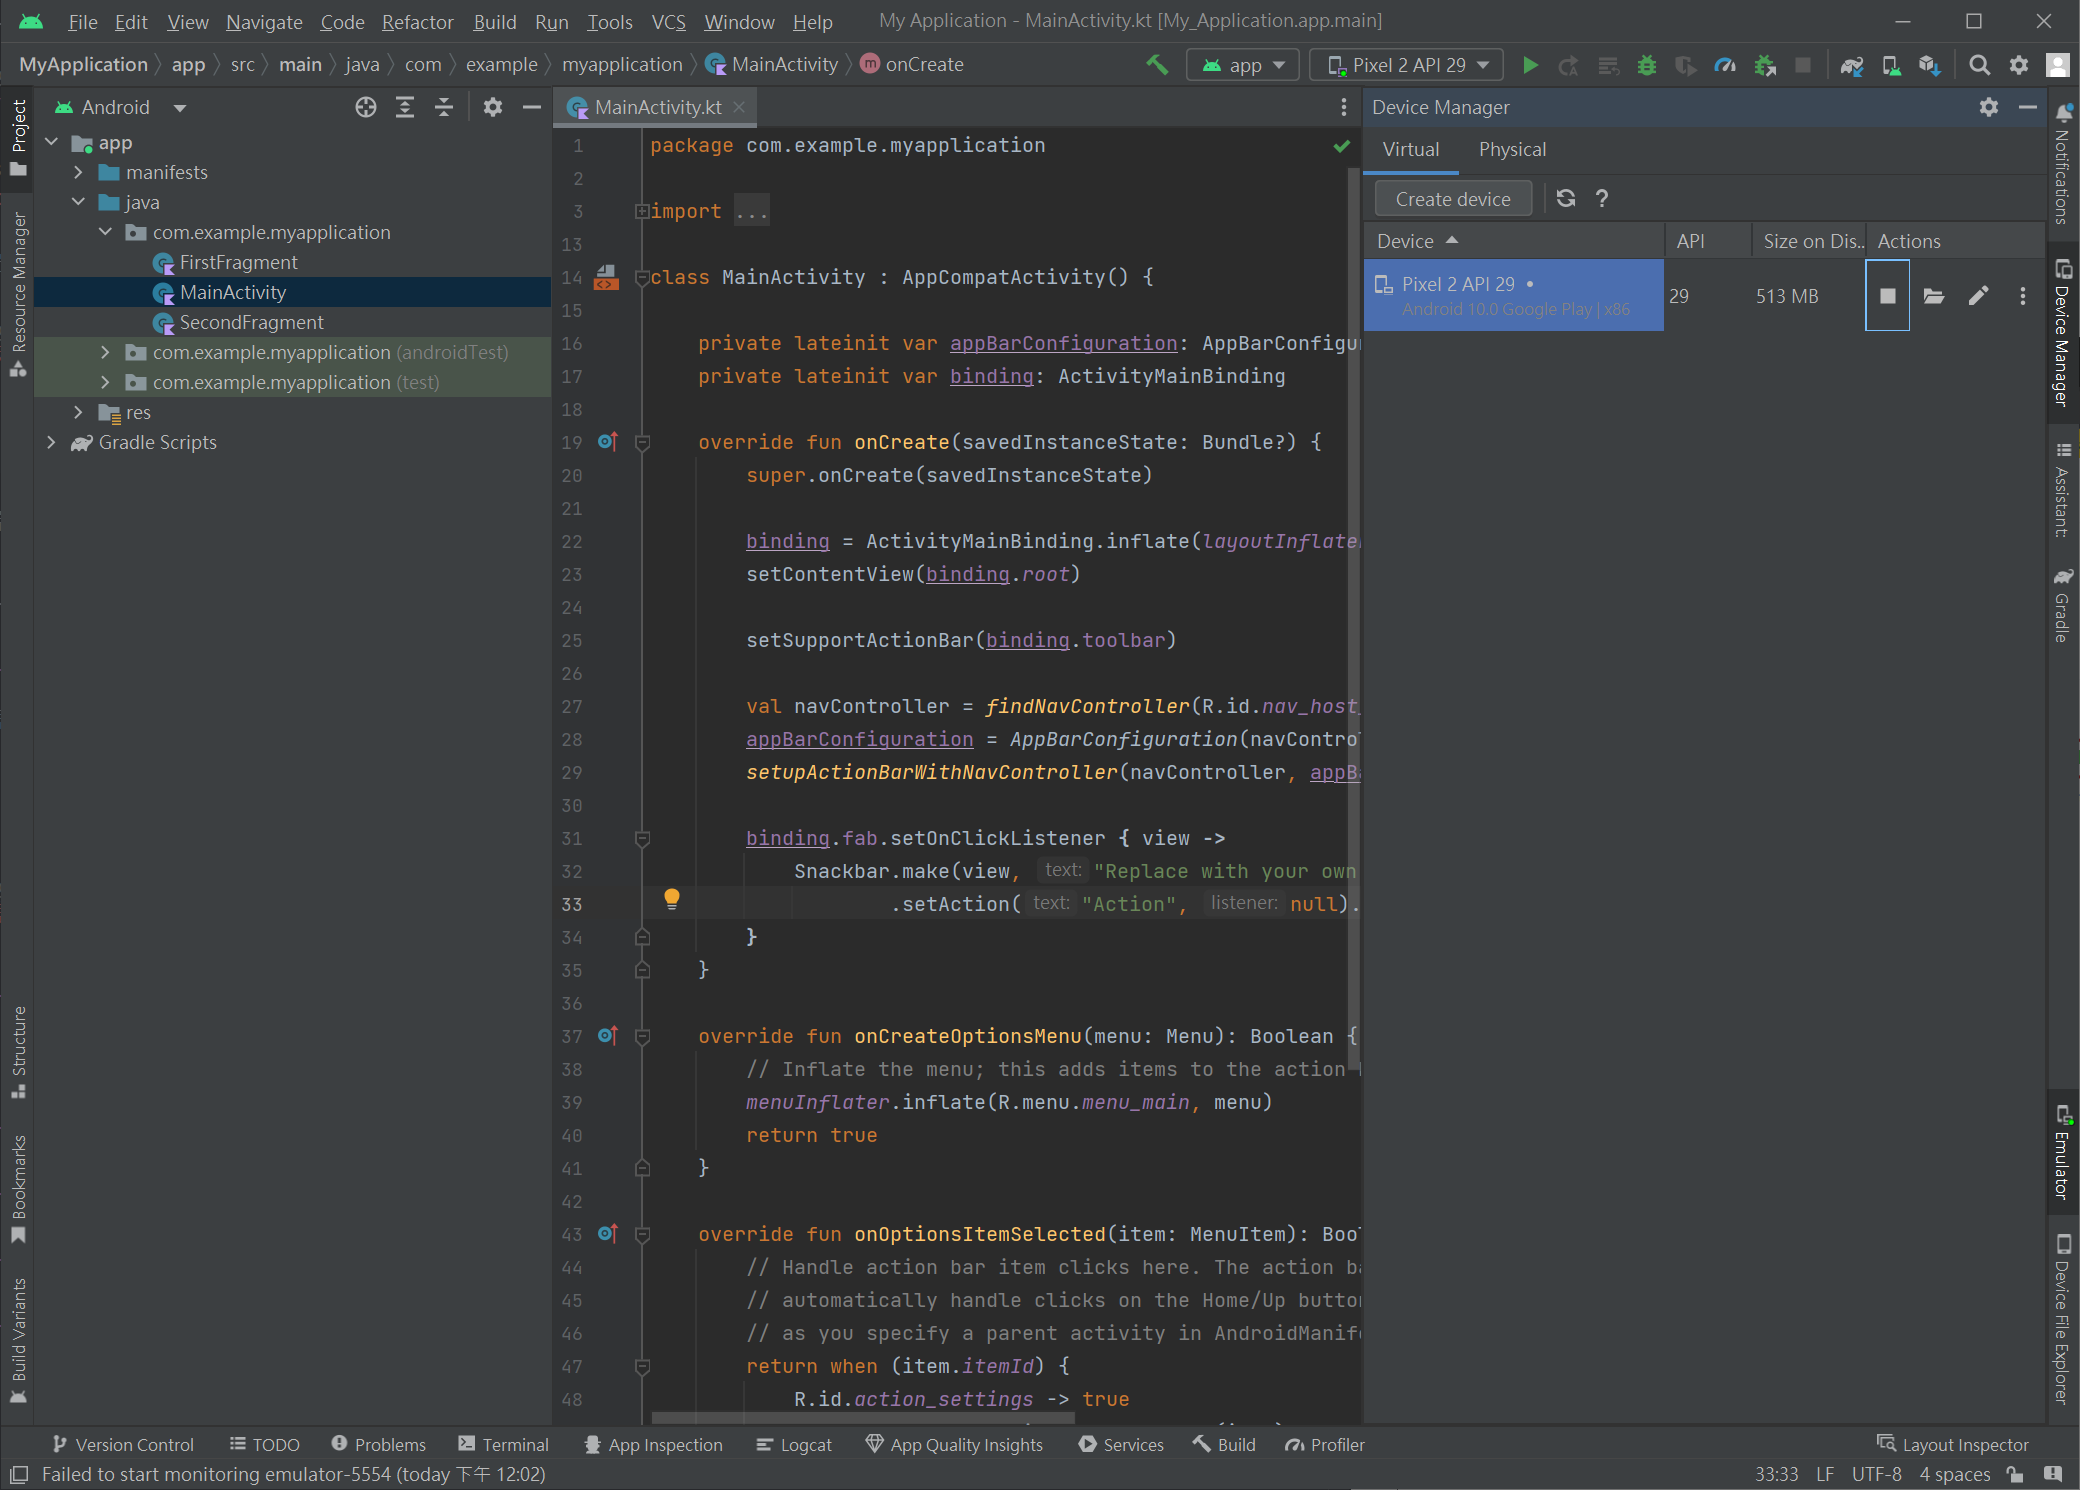 File Edit View Navigate Code Refactor Build Run Tools VCS Window Help My Application - MainActivity.kt [My_Application.app.main]
MyApplication app src main java com example myapplication MainActivity m onCreate app Pixel 2 API 29
Project
Resource Manager
Structure
Bookmarks
Build Variants
Android
app
manifests
java
com.example.myapplication
FirstFragment
MainActivity
SecondFragment
com.example.myapplication (androidTest)
com.example.myapplication (test)
res
Gradle Scripts
MainActivity.kt
1 package com.example.myapplication
2
3 import ...
13
14 class MainActivity : AppCompatActivity() {
15
16 private lateinit var appBarConfiguration: AppBarConfigu
17 private lateinit var binding: ActivityMainBinding
18
19 override fun onCreate(savedInstanceState: Bundle?) {
20 super.onCreate(savedInstanceState)
21
22 binding = ActivityMainBinding.inflate(layoutInflate
23 setContentView(binding.root)
24
25 setSupportActionBar(binding.toolbar)
26
27 val navController = findNavController(R.id.nav_host_
28 appBarConfiguration = AppBarConfiguration(navContro
29 setupActionBarWithNavController(navController, appB
30
31 binding.fab.setOnClickListener { view ->
32 Snackbar.make(view, text: "Replace with your own
33 .setAction( text: "Action", listener: null).
34 }
35 }
36
37 override fun onCreateOptionsMenu(menu: Menu): Boolean {
38 // Inflate the menu; this adds items to the action
39 menuInflater.inflate(R.menu.menu_main, menu)
40 return true
41 }
42
43 override fun onOptionsItemSelected(item: MenuItem): Boo
44 // Handle action bar item clicks here. The action ba
45 // automatically handle clicks on the Home/Up butto
46 // as you specify a parent activity in AndroidManif
47 return when (item.itemId) {
48 R.id.action_settings -> true
Device Manager
Virtual Physical
Create device ?
Device API Size on Dis... Actions
Pixel 2 API 29 •
Android 10.0 Google Play | x86
29 513 MB
Notifications
Device Manager
Assistant:
Gradle
Emulator
Device File Explorer
Version Control TODO Problems Terminal App Inspection Logcat App Quality Insights Services Build Profiler Layout Inspector
Failed to start monitoring emulator-5554 (today 下午 12:02) 33:33 LF UTF-8 4 spaces